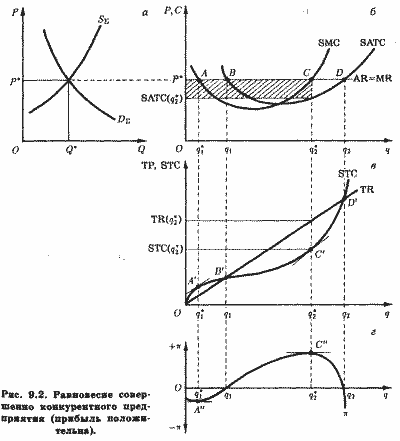 P
S_E
а
P, C
б
SMC
SATC
P*
A
B
C
D
AR=MR
SATC(q₂*)
D_E
O
Q*
Q
O
q₁*
q₁
q₂*
q₂
q
TP, STC
в
STC
TR
D'
TR(q₂*)
STC(q₂*)
C'
A'
B'
O
q₁*
q₁
q₂*
q₂
q
+π
г
C"
O
q₁*
q₁
q₂*
q₂
q
A"
π
-π
Рис. 9.2. Равновесие совер-
шенно конкурентного пред-
приятия (прибыль положи-
тельна).